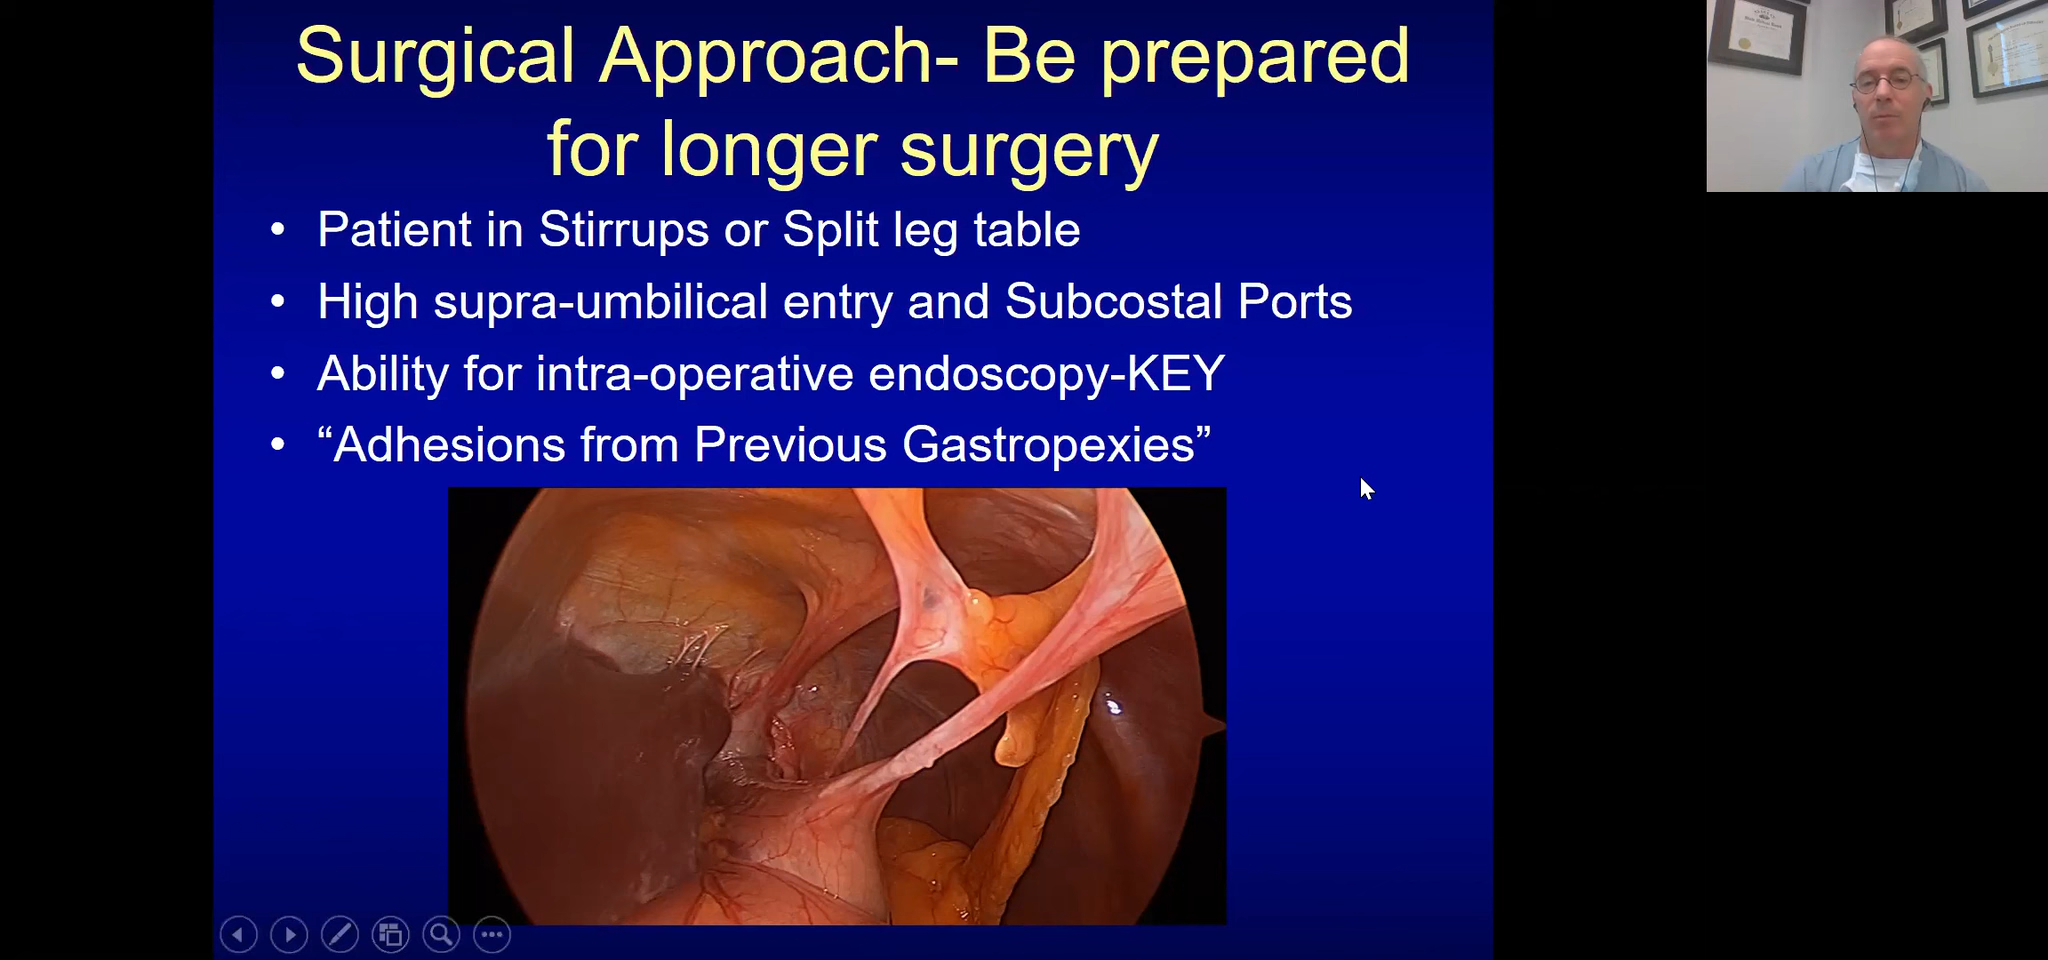 Surgical Approach- Be prepared
for longer surgery
• Patient in Stirrups or Split leg table
• High supra-umbilical entry and Subcostal Ports
• Ability for intra-operative endoscopy-KEY
• “Adhesions from Previous Gastropexies”